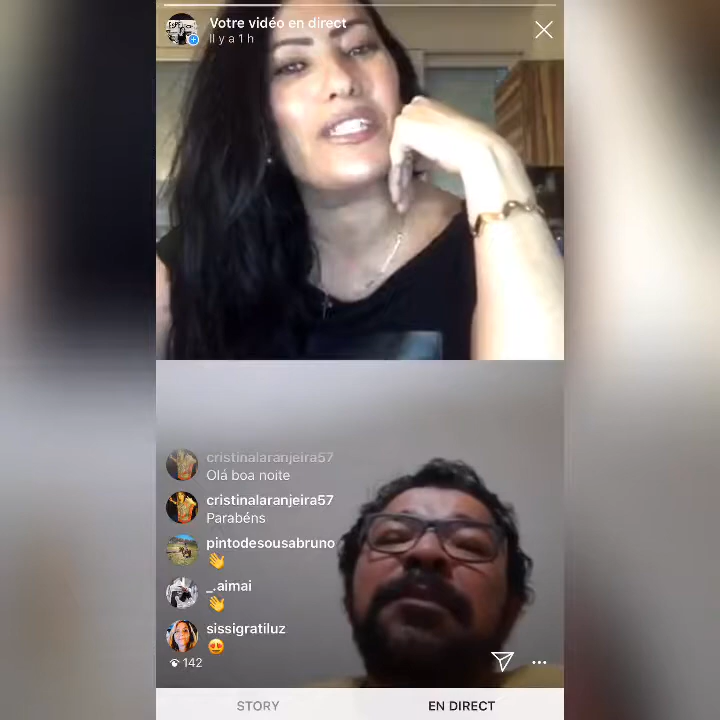 Votre vidéo en direct
Il y a 1 h
cristinalaranjeira57
Olá boa noite
cristinalaranjeira57
Parabéns
pintodesousabruno
👋
_.aimai
👋
sissigratiluz
😍
142
STORY
EN DIRECT